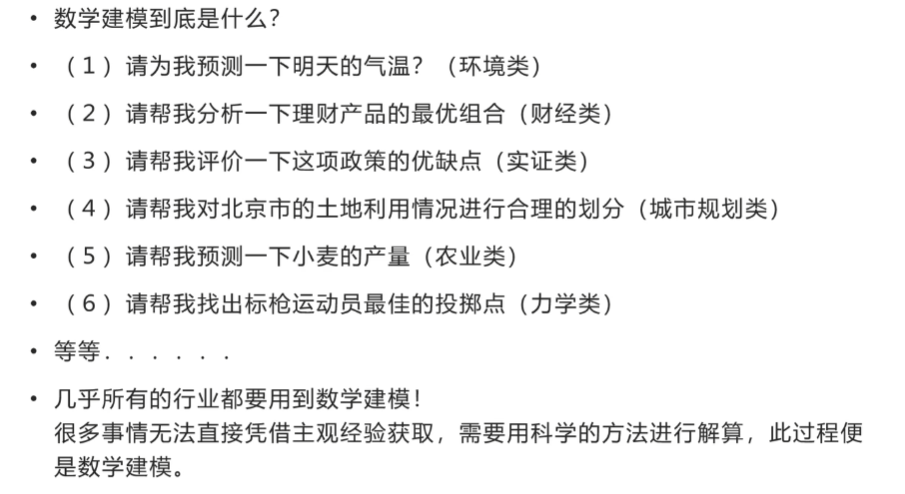 • 数学建模到底是什么？
• （1）请为我预测一下明天的气温？（环境类）
• （2）请帮我分析一下理财产品的最优组合（财经类）
• （3）请帮我评价一下这项政策的优缺点（实证类）
• （4）请帮我对北京市的土地利用情况进行合理的划分（城市规划类）
• （5）请帮我预测一下小麦的产量（农业类）
• （6）请帮我找出标枪运动员最佳的投掷点（力学类）
• 等等．．．．．．
• 几乎所有的行业都要用到数学建模！
很多事情无法直接凭借主观经验获取，需要用科学的方法进行解算，此过程便
是数学建模。